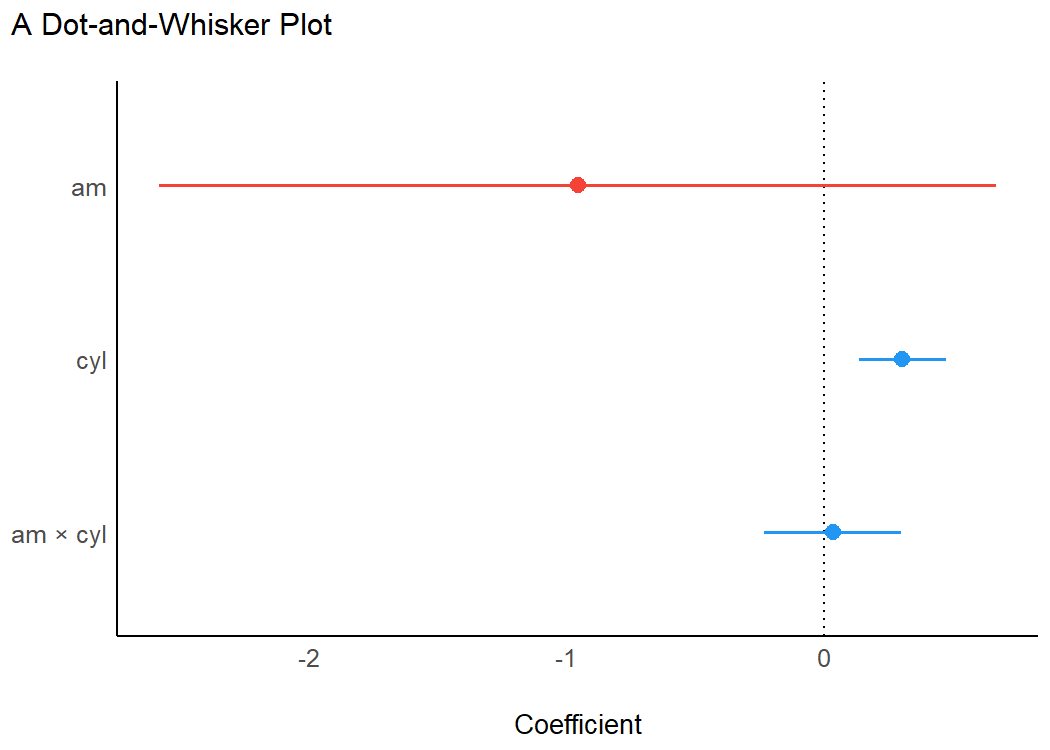 A Dot-and-Whisker Plot
am
cyl
am × cyl
-2 -1 0
Coefficient